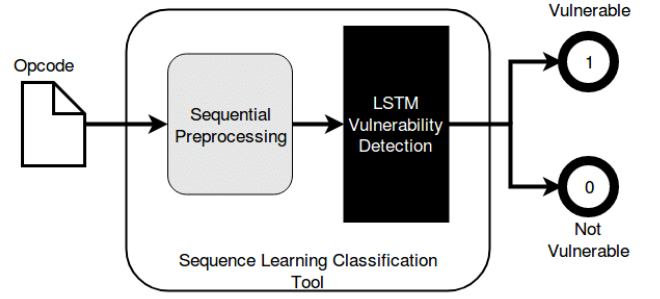 Vulnerable
Opcode
1
Sequential
Preprocessing
LSTM
Vulnerability
Detection
0
Not
Vulnerable
Sequence Learning Classification
Tool